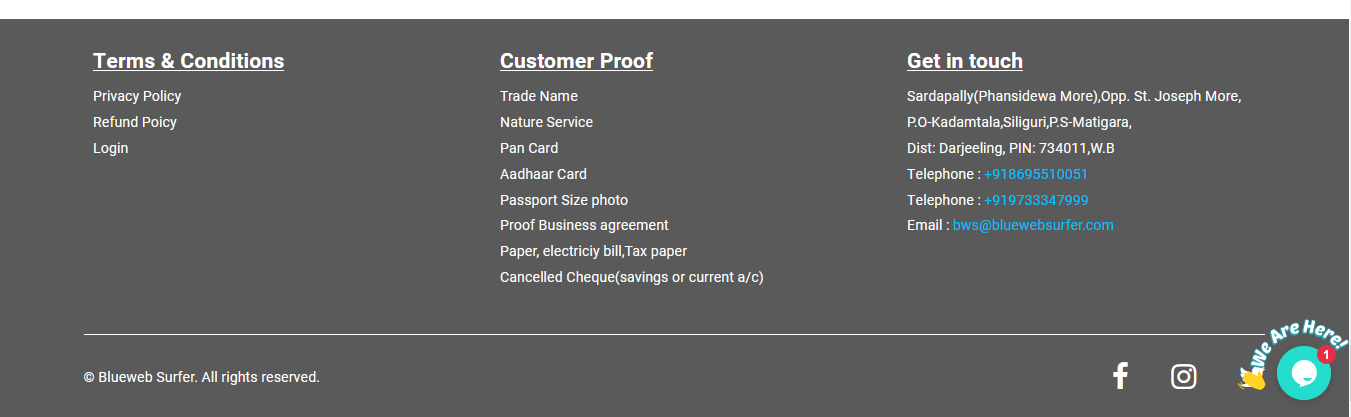 Terms & Conditions
Privacy Policy
Refund Poicy
Login
Customer Proof
Trade Name
Nature Service
Pan Card
Aadhaar Card
Passport Size photo
Proof Business agreement
Paper, electriciy bill,Tax paper
Cancelled Cheque(savings or current a/c)
Get in touch
Sardapally(Phansidewa More),Opp. St. Joseph More,
P.O-Kadamtala,Siliguri,P.S-Matigara,
Dist: Darjeeling, PIN: 734011,W.B
Telephone : +918695510051
Telephone : +919733347999
Email : bws@bluewebsurfer.com
© Blueweb Surfer. All rights reserved.
We Are Here!
1